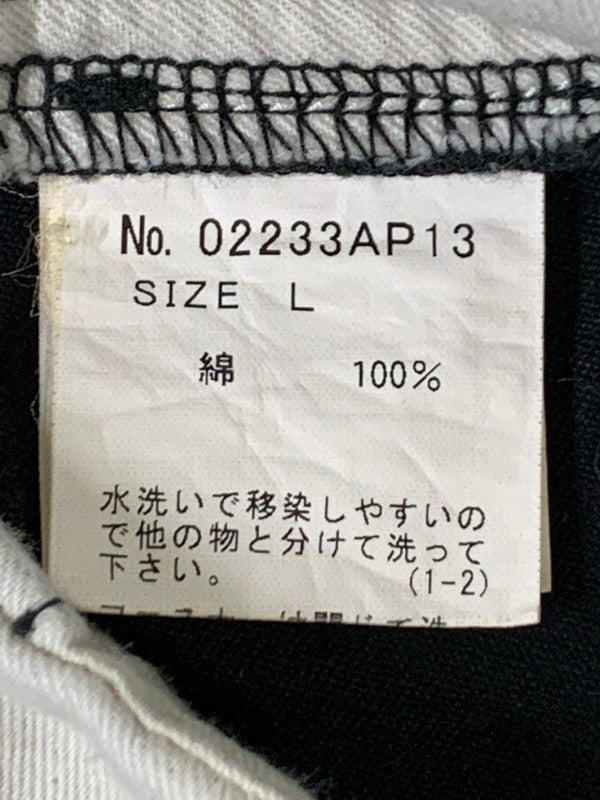 No. 02233AP13
SIZE L
綿 100%
水洗いで移染しやすいの
で他の物と分けて洗って
下さい。 (1-2)